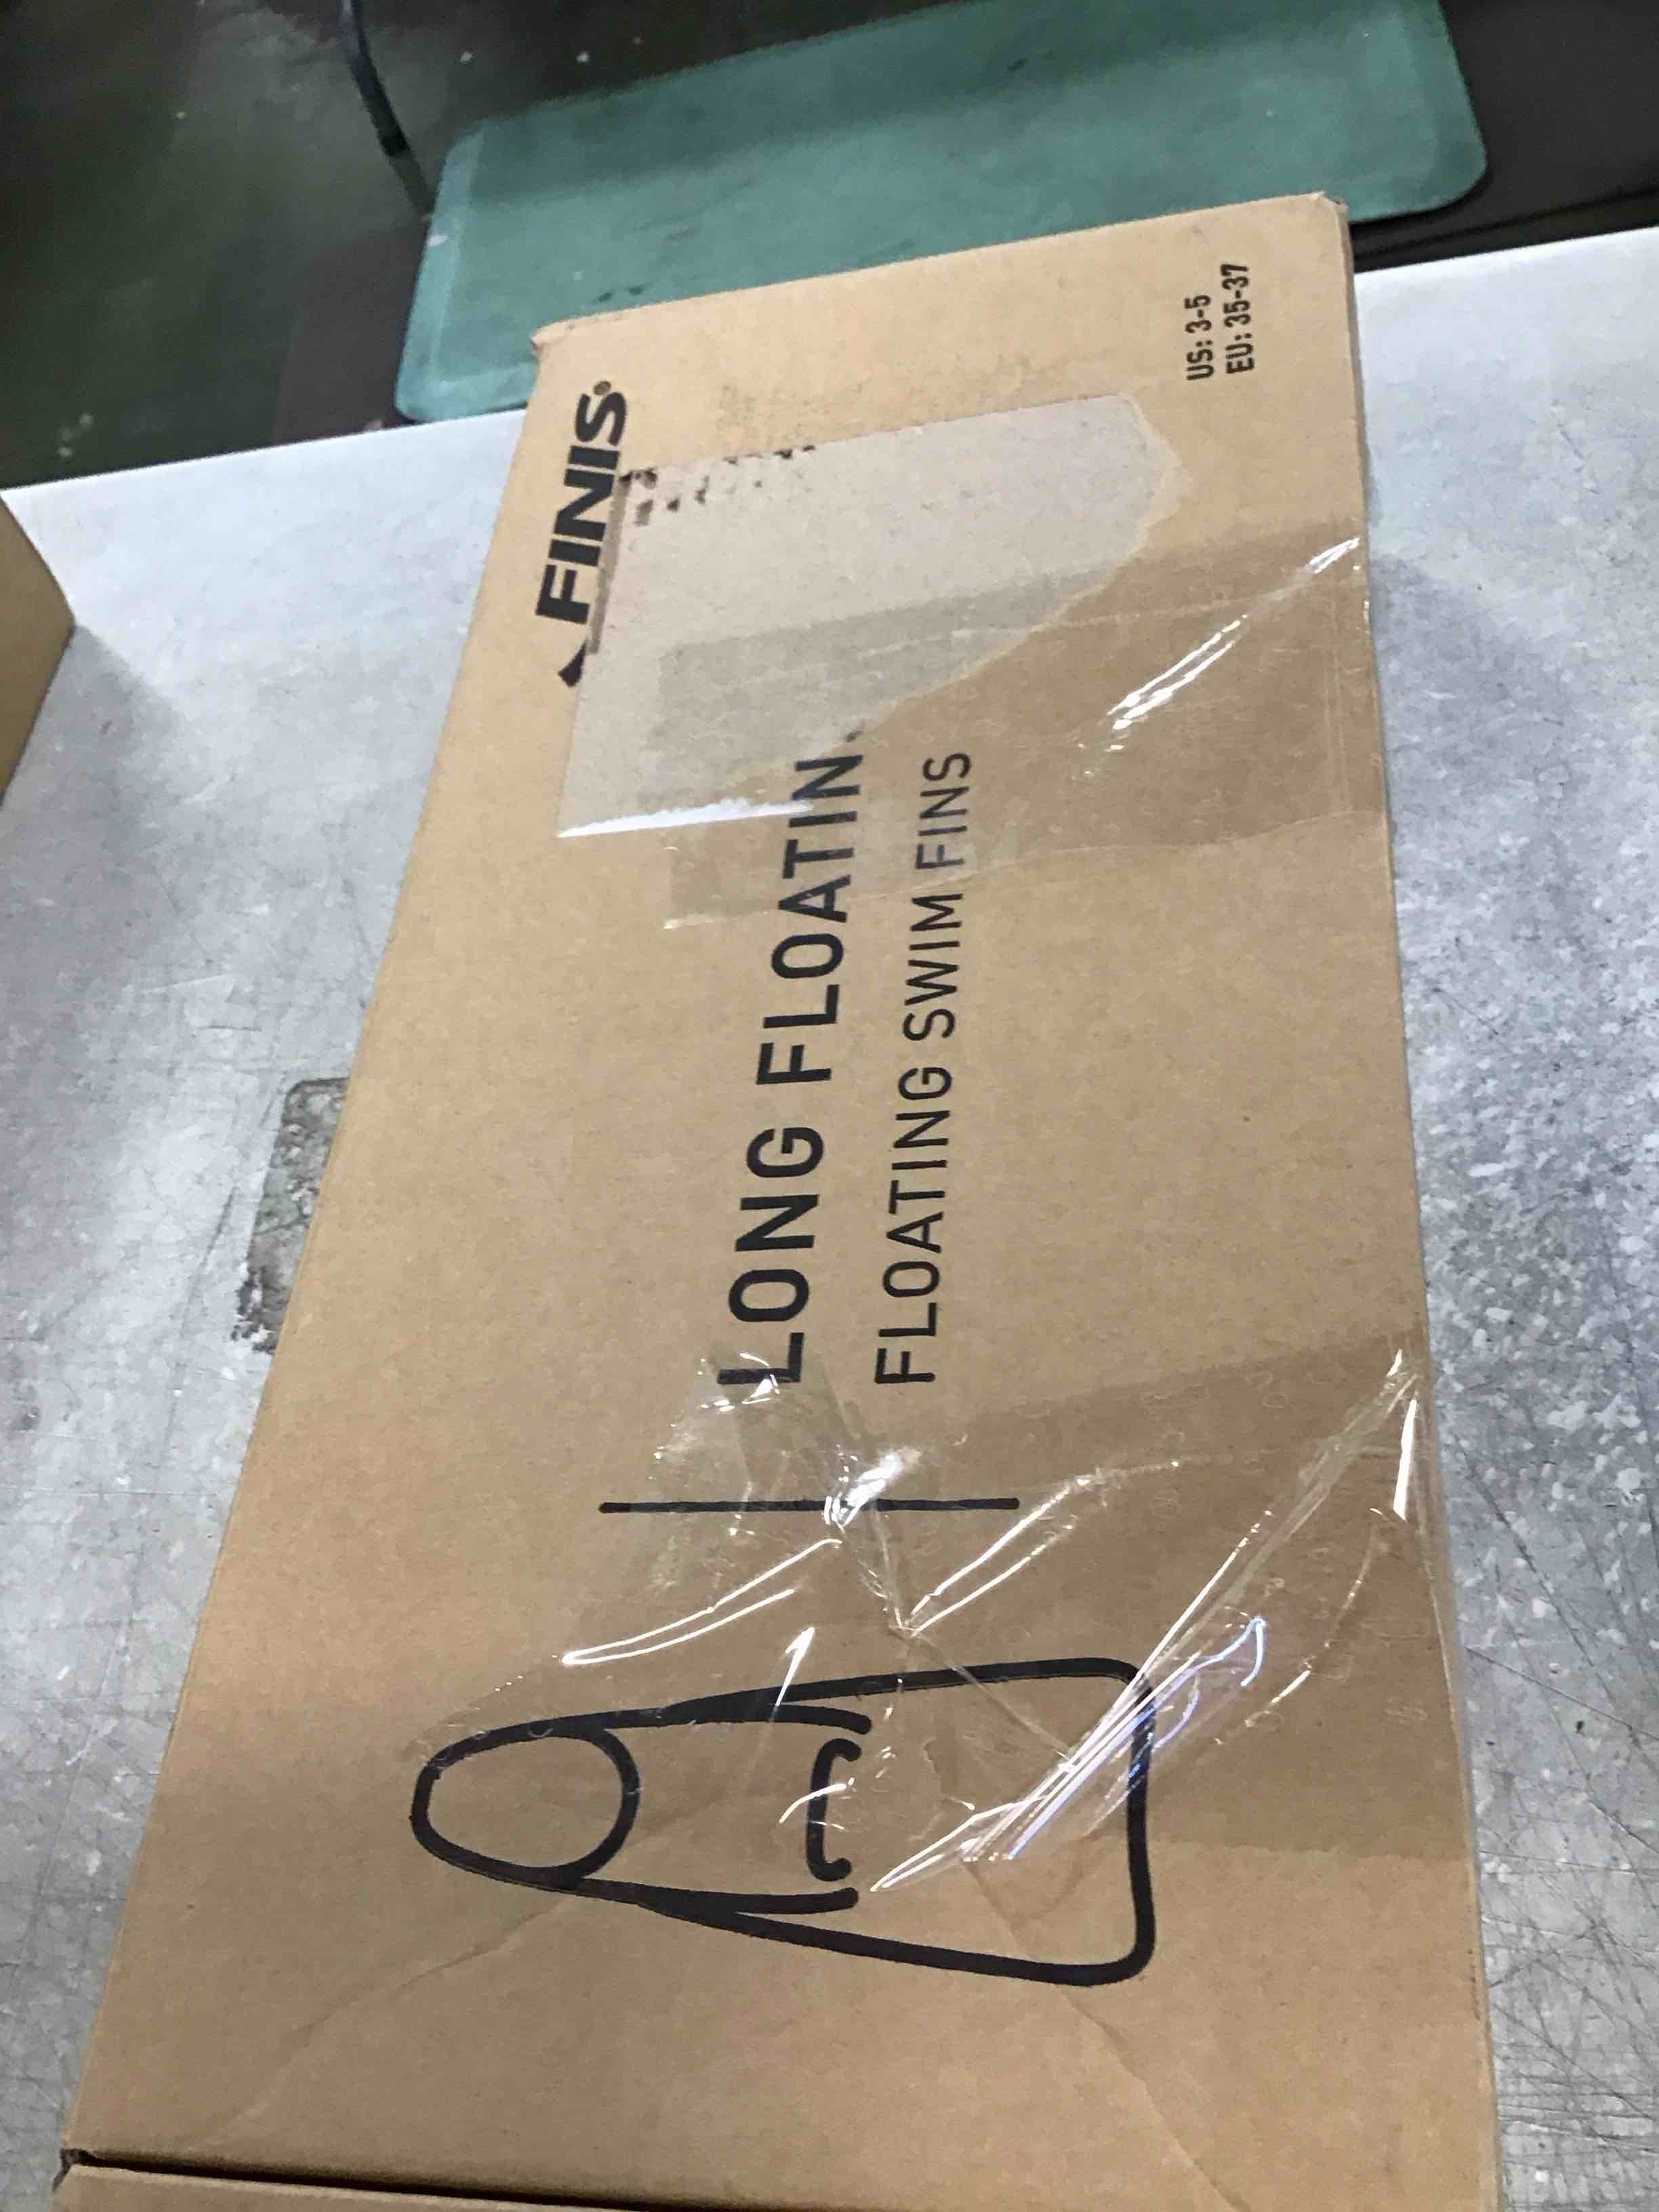 FINIS®
LONG FLOATIN
FLOATING SWIM FINS
US: 3-5
EU: 35-37